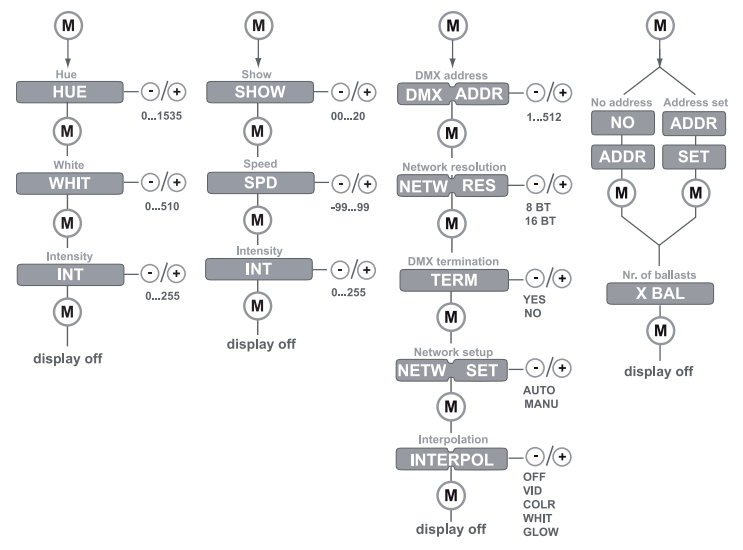 M
Hue
HUE
- / +
0...1535
M
White
WHIT
- / +
0...510
M
Intensity
INT
- / +
0...255
M
display off
M
Show
SHOW
- / +
00...20
M
Speed
SPD
- / +
-99...99
M
Intensity
INT
- / +
0...255
M
display off
M
DMX address
DMX ADDR
- / +
1...512
M
Network resolution
NETW RES
- / +
8 BT
16 BT
M
DMX termination
TERM
- / +
YES
NO
M
Network setup
NETW SET
- / +
AUTO
MANU
M
Interpolation
INTERPOL
- / +
OFF
VID
COLR
WHIT
GLOW
M
display off
M
No address
NO
ADDR
M
Address set
ADDR
SET
M
Nr. of ballasts
X BAL
M
display off